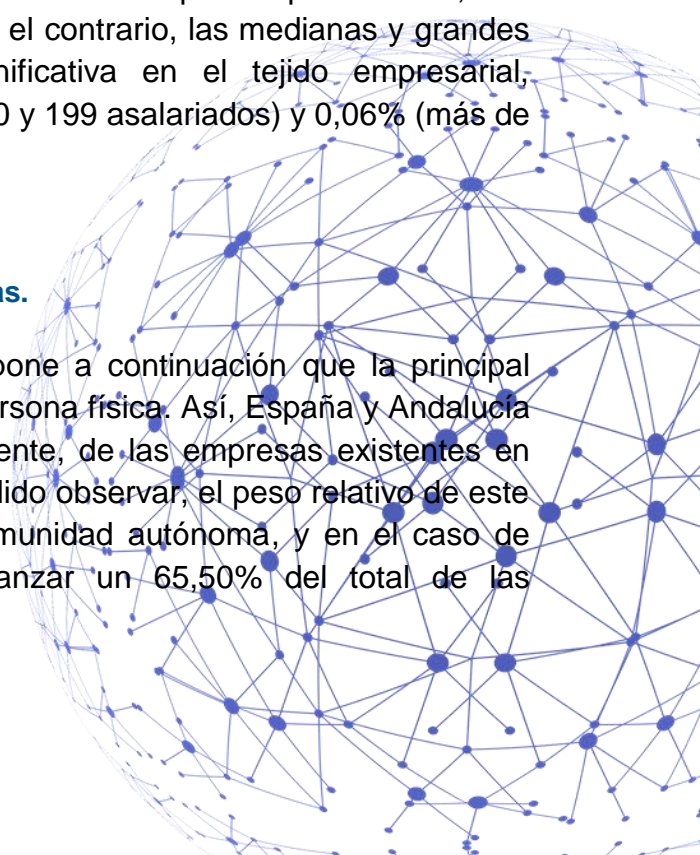 el contrario, las medianas y grandes
nificativa en el tejido empresarial,
0 y 199 asalariados) y 0,06% (más de
as.
pone a continuación que la principal
ersona física. Así, España y Andalucía
ente, de las empresas existentes en
dido observar, el peso relativo de este
munidad autónoma, y en el caso de
anzar un 65,50% del total de las